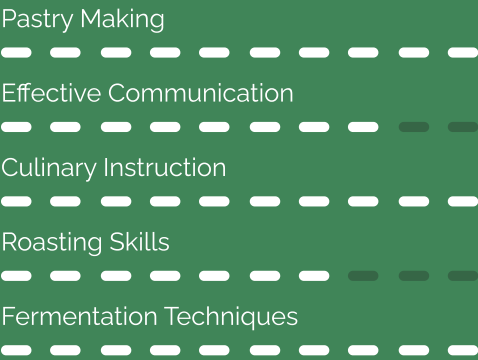 Pastry Making
Effective Communication
Culinary Instruction
Roasting Skills
Fermentation Techniques